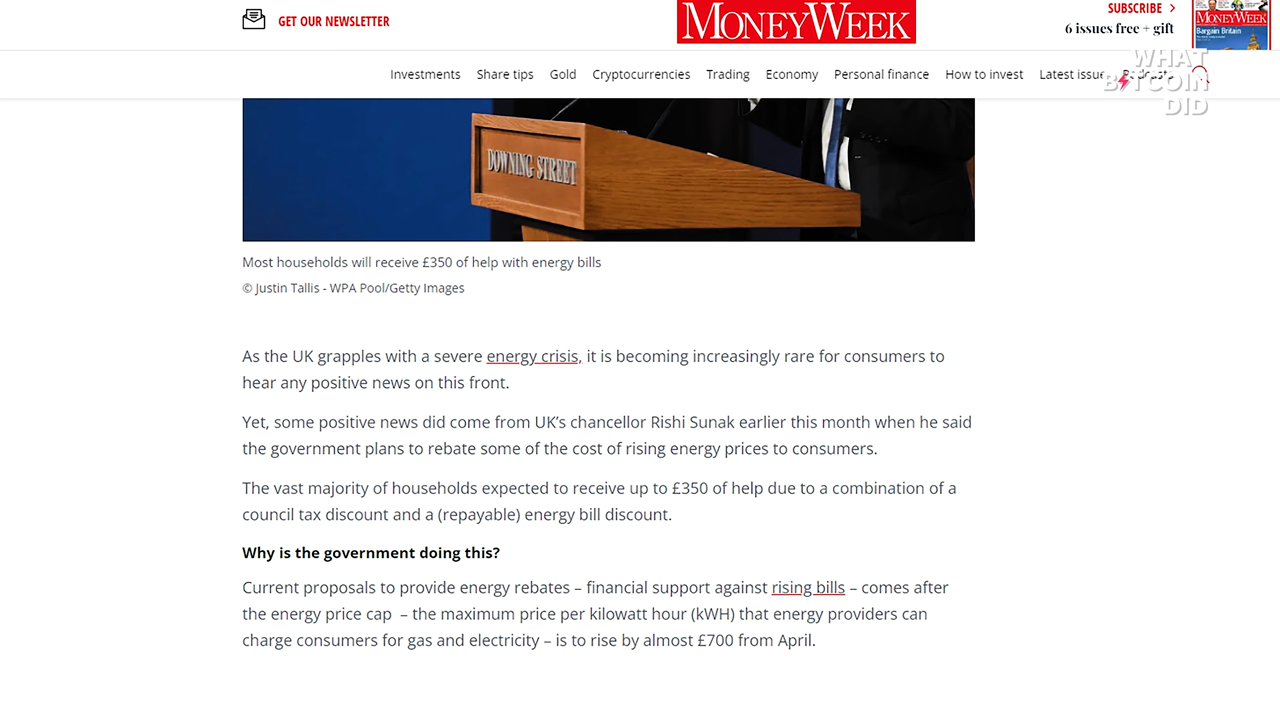 GET OUR NEWSLETTER
MONEYWEEK
SUBSCRIBE
6 issues free + gift
MONEYWEEK
Bargain Britain
Investments Share tips Gold Cryptocurrencies Trading Economy Personal finance How to invest Latest issue Podcasts
WHAT
BITCOIN
DID
DOWNING STREET
Most households will receive £350 of help with energy bills
© Justin Tallis - WPA Pool/Getty Images
As the UK grapples with a severe energy crisis, it is becoming increasingly rare for consumers to
hear any positive news on this front.
Yet, some positive news did come from UK’s chancellor Rishi Sunak earlier this month when he said
the government plans to rebate some of the cost of rising energy prices to consumers.
The vast majority of households expected to receive up to £350 of help due to a combination of a
council tax discount and a (repayable) energy bill discount.
Why is the government doing this?
Current proposals to provide energy rebates – financial support against rising bills – comes after
the energy price cap – the maximum price per kilowatt hour (kWH) that energy providers can
charge consumers for gas and electricity – is to rise by almost £700 from April.